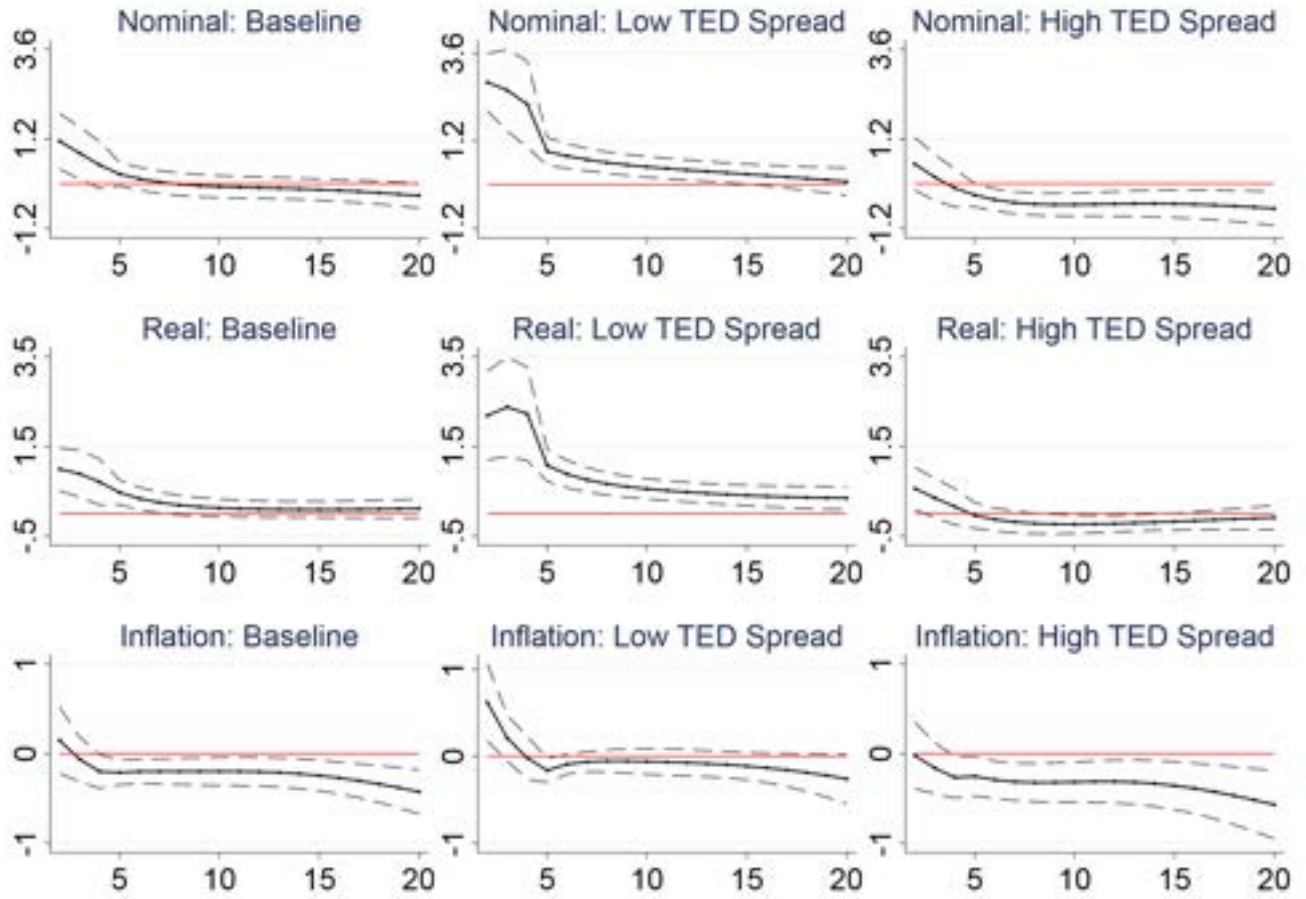 Nominal: Baseline Nominal: Low TED Spread Nominal: High TED Spread
3.6 3.6 3.6
1.2 1.2 1.2
-1.2 -1.2 -1.2
5 10 15 20 5 10 15 20 5 10 15 20
Real: Baseline Real: Low TED Spread Real: High TED Spread
3.5 3.5 3.5
1.5 1.5 1.5
-.5 -.5 -.5
5 10 15 20 5 10 15 20 5 10 15 20
Inflation: Baseline Inflation: Low TED Spread Inflation: High TED Spread
1 1 1
0 0 0
-1 -1 -1
5 10 15 20 5 10 15 20 5 10 15 20